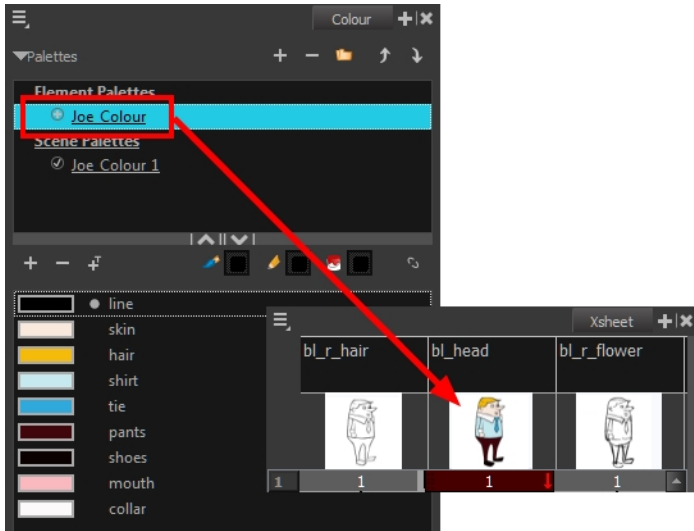 Colour
Palettes
Element Palettes
Joe Colour
Scene Palettes
Joe Colour 1
line
skin
hair
shirt
tie
pants
shoes
mouth
collar
Xsheet
bl_r_hair bl_head bl_r_flower
1 1 1 1